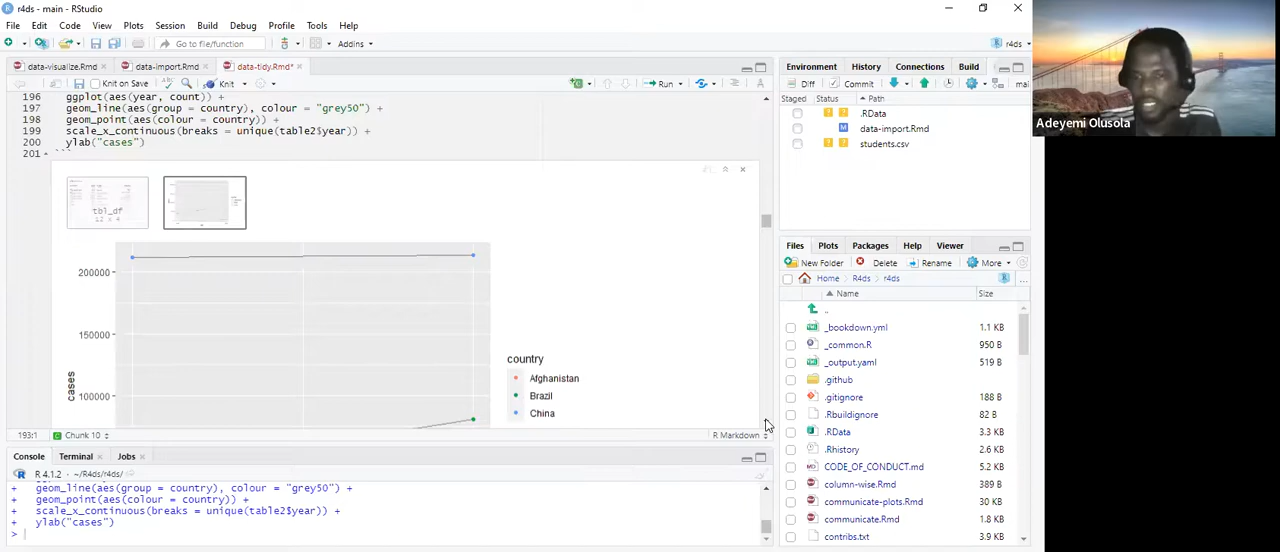 r4ds - main - RStudio
File Edit Code View Plots Session Build Debug Profile Tools Help
Go to file/function Addins r4ds
data-visualize.Rmd data-import.Rmd data-tidy.Rmd*
Knit on Save Knit Run
196 ggplot(aes(year, count)) +
197 geom_line(aes(group = country), colour = "grey50") +
198 geom_point(aes(colour = country)) +
199 scale_x_continuous(breaks = unique(table2$year)) +
200 ylab("cases")
201 ```
tbl_df
12 x 4
200000
150000
100000
cases
country
Afghanistan
Brazil
China
193:1 Chunk 10 R Markdown
Console Terminal Jobs
R 4.1.2 · ~/R4ds/r4ds/
+ geom_line(aes(group = country), colour = "grey50") +
+ geom_point(aes(colour = country)) +
+ scale_x_continuous(breaks = unique(table2$year)) +
+ ylab("cases")
>
Environment History Connections Build
Diff Commit mai
Staged Status Path
.RData
M data-import.Rmd
students.csv
Files Plots Packages Help Viewer
New Folder Delete Rename More
Home R4ds r4ds ...
Name Size
..
_bookdown.yml 1.1 KB
_common.R 950 B
_output.yaml 519 B
.github
.gitignore 188 B
.Rbuildignore 82 B
.RData 3.3 KB
.Rhistory 2.6 KB
CODE_OF_CONDUCT.md 5.2 KB
column-wise.Rmd 389 B
communicate-plots.Rmd 30 KB
communicate.Rmd 1.8 KB
contribs.txt 3.9 KB
Adeyemi Olusola